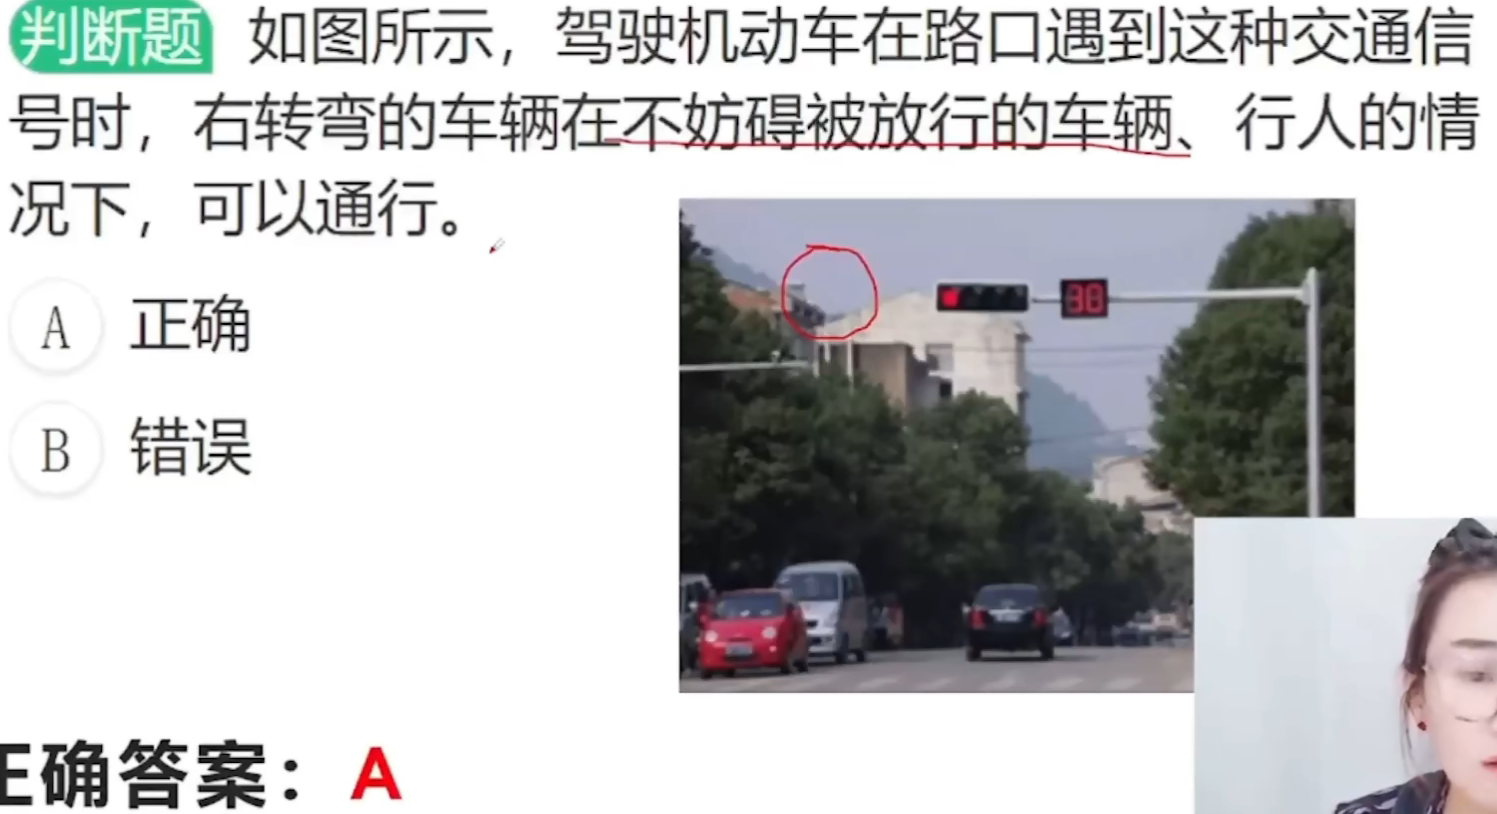 判断题 如图所示，驾驶机动车在路口遇到这种交通信
号时，右转弯的车辆在不妨碍被放行的车辆、行人的情
况下，可以通行。
A 正确
B 错误
30
正确答案：A